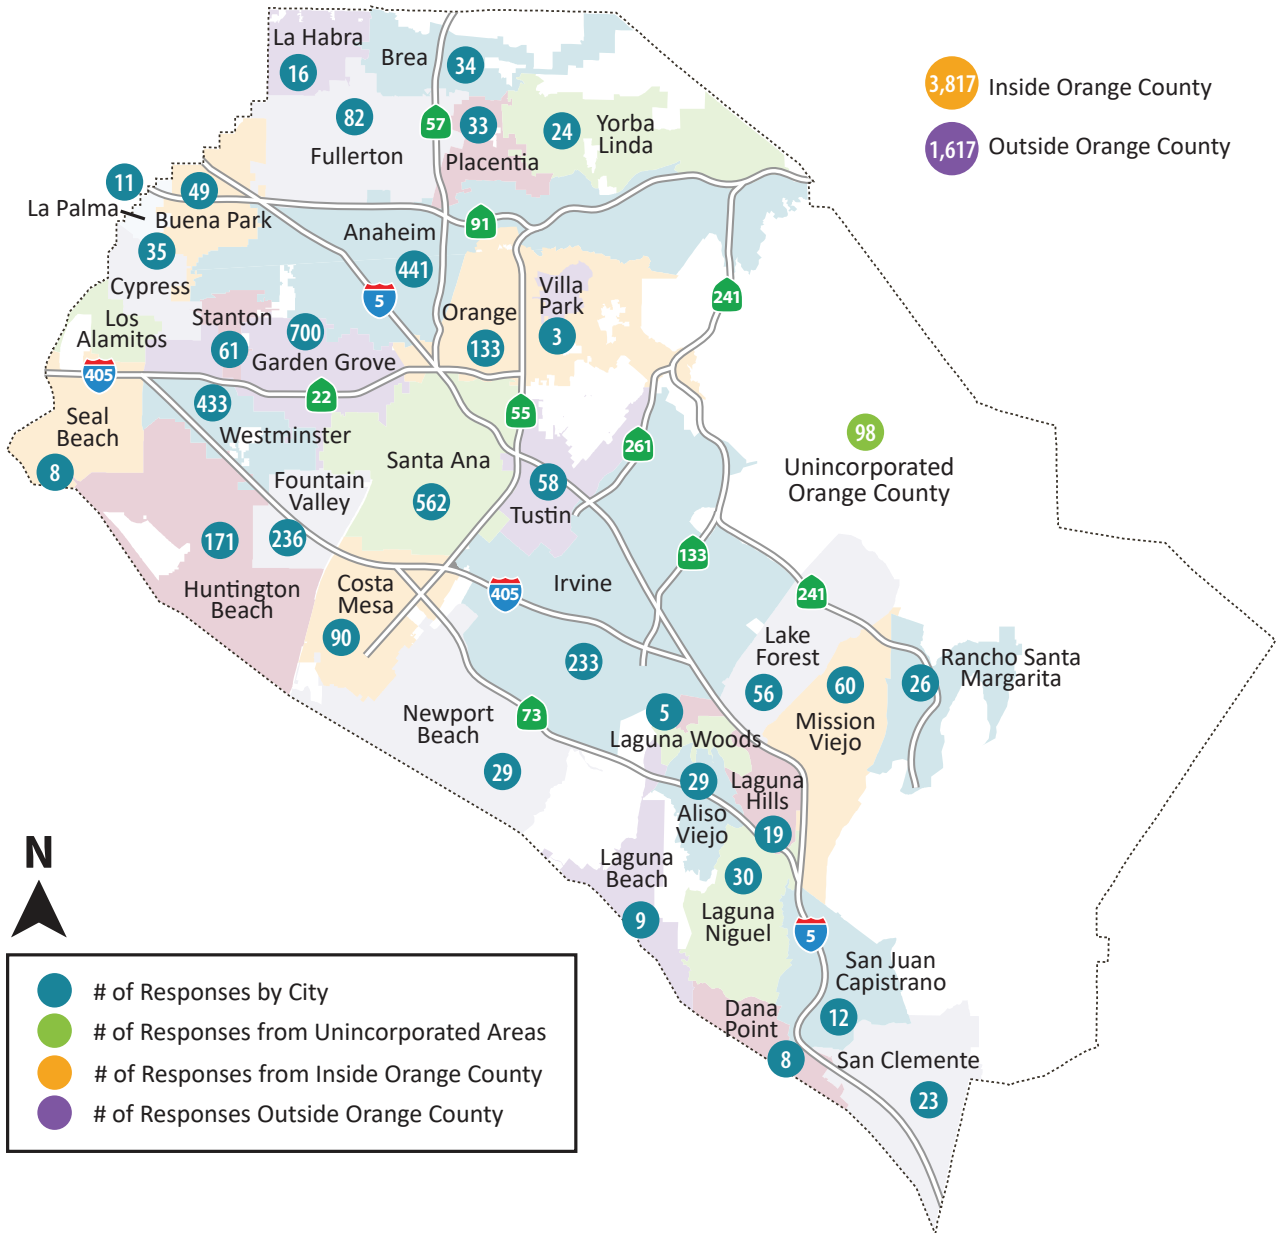 La Habra
16
Brea
34
3,817 Inside Orange County
1,617 Outside Orange County
82
Fullerton
57
33
Placentia
24
Yorba
Linda
11
La Palma
49
Buena Park
91
Anaheim
441
35
Cypress
5
241
Los
Alamitos
Stanton
61
700
Garden Grove
Orange
133
Villa
Park
3
405
22
433
Westminster
55
261
Seal
Beach
8
98
Unincorporated
Orange County
Fountain
Valley
236
Santa Ana
562
58
Tustin
171
Huntington
Beach
133
Costa
Mesa
90
405
Irvine
233
241
Lake
Forest
56
60
Mission
Viejo
26
Rancho Santa
Margarita
Newport
Beach
29
73
5
Laguna Woods
29
Aliso
Viejo
Laguna
Hills
19
Laguna
Beach
9
30
Laguna
Niguel
5
San Juan
Capistrano
12
Dana
Point
8
San Clemente
23
N
# of Responses by City
# of Responses from Unincorporated Areas
# of Responses from Inside Orange County
# of Responses Outside Orange County